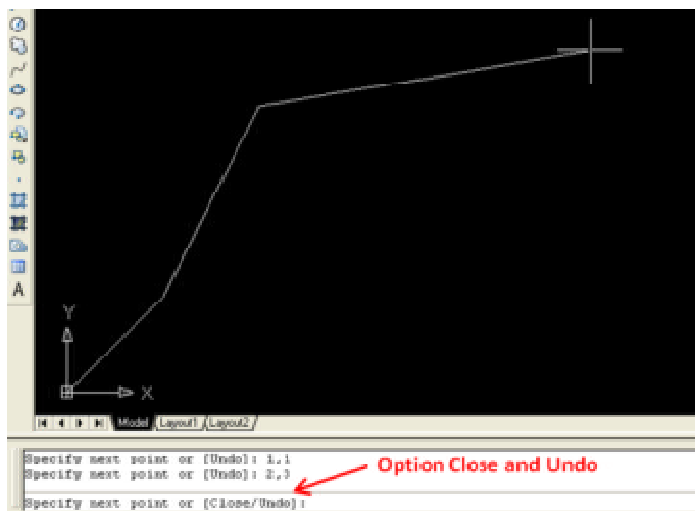 A
Y
X
Model Layout1 Layout2
Specify next point or [Undo]: 1,1
Specify next point or [Undo]: 2,3
Option Close and Undo
Specify next point or [Close/Undo]: